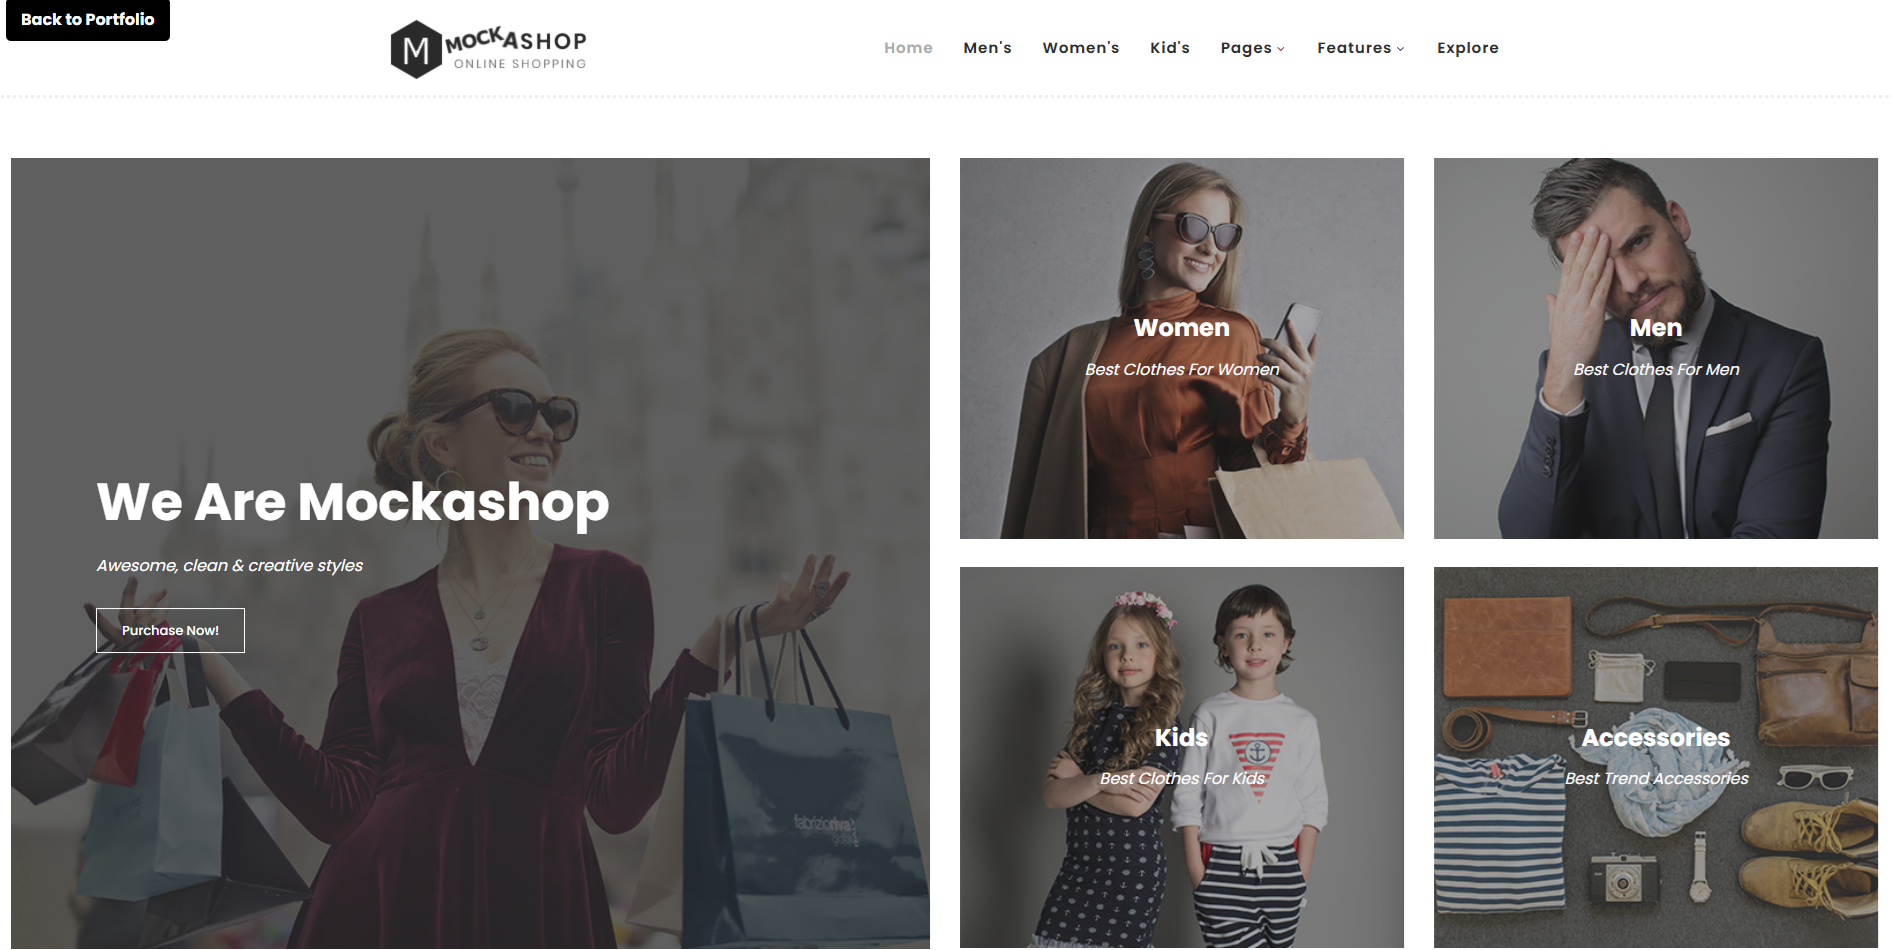 Back to Portfolio
M MOCKASHOP
ONLINE SHOPPING
Home Men's Women's Kid's Pages Features Explore
We Are Mockashop
Awesome, clean & creative styles
Purchase Now!
fabrizioriva
Women
Best Clothes For Women
Men
Best Clothes For Men
Kids
Best Clothes For Kids
Accessories
Best Trend Accessories